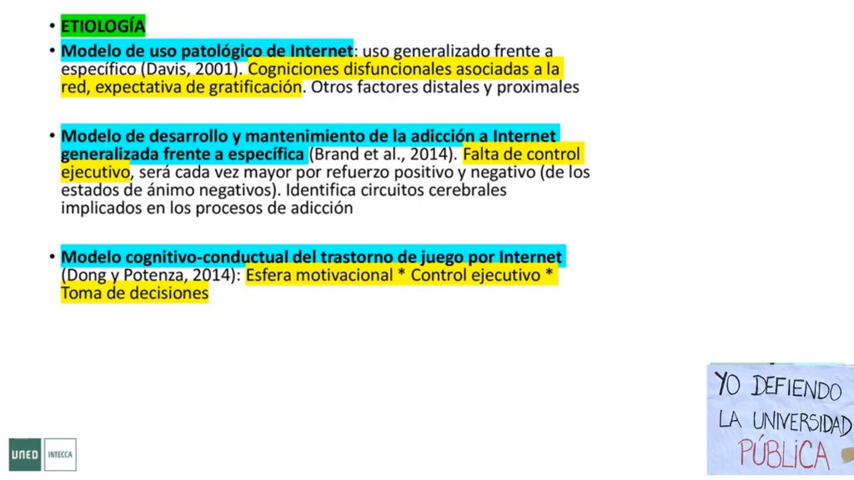 • ETIOLOGÍA
• Modelo de uso patológico de Internet: uso generalizado frente a
específico (Davis, 2001). Cogniciones disfuncionales asociadas a la
red, expectativa de gratificación. Otros factores distales y proximales
• Modelo de desarrollo y mantenimiento de la adicción a Internet
generalizada frente a específica (Brand et al., 2014). Falta de control
ejecutivo, será cada vez mayor por refuerzo positivo y negativo (de los
estados de ánimo negativos). Identifica circuitos cerebrales
implicados en los procesos de adicción
• Modelo cognitivo-conductual del trastorno de juego por Internet
(Dong y Potenza, 2014): Esfera motivacional * Control ejecutivo *
Toma de decisiones
YO DEFIENDO
LA UNIVERSIDAD
PÚBLICA
UNED INTECCA